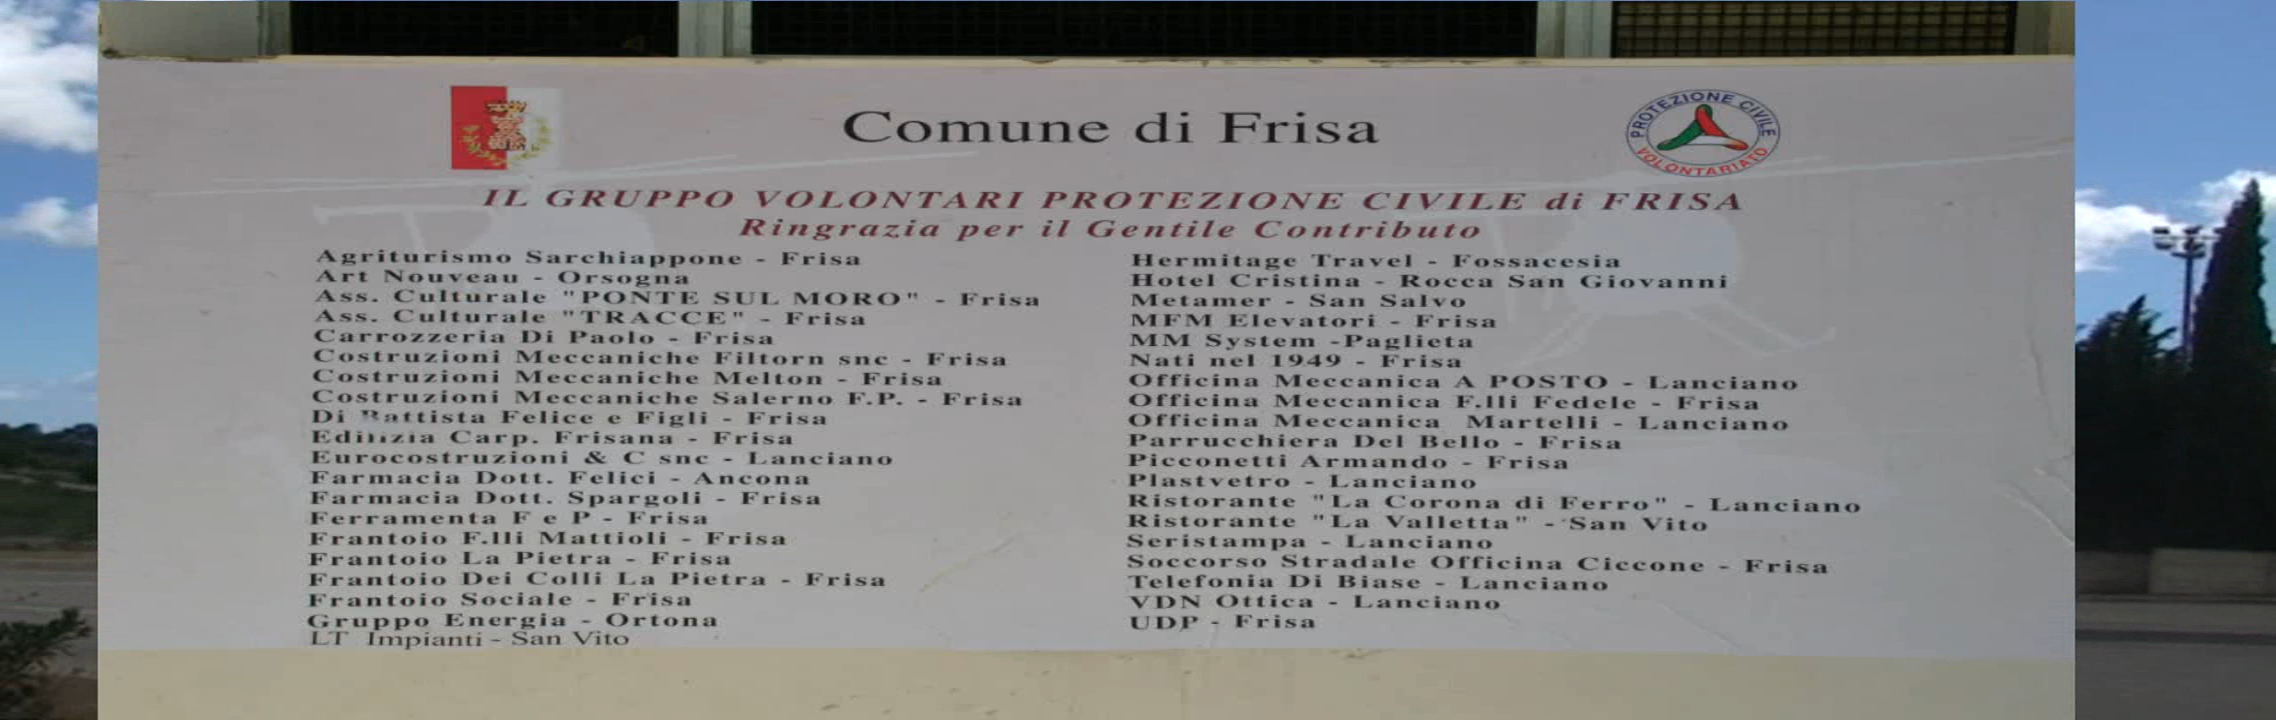 Comune di Frisa
PROTEZIONE CIVILE
VOLONTARIATO
IL GRUPPO VOLONTARI PROTEZIONE CIVILE di FRISA
Ringrazia per il Gentile Contributo
Agriturismo Sarchiappone - Frisa
Art Nouveau - Orsogna
Ass. Culturale "PONTE SUL MORO" - Frisa
Ass. Culturale "TRACCE" - Frisa
Carrozzeria Di Paolo - Frisa
Costruzioni Meccaniche Filtorn snc - Frisa
Costruzioni Meccaniche Melton - Frisa
Costruzioni Meccaniche Salerno F.P. - Frisa
Di Battista Felice e Figli - Frisa
Edilizia Carp. Frisana - Frisa
Eurocostruzioni & C snc - Lanciano
Farmacia Dott. Felici - Ancona
Farmacia Dott. Spargoli - Frisa
Ferramenta F e P - Frisa
Frantoio F.lli Mattioli - Frisa
Frantoio La Pietra - Frisa
Frantoio Dei Colli La Pietra - Frisa
Frantoio Sociale - Frisa
Gruppo Energia - Ortona
LT Impianti - San Vito
Hermitage Travel - Fossacesia
Hotel Cristina - Rocca San Giovanni
Metamer - San Salvo
MFM Elevatori - Frisa
MM System -Paglieta
Nati nel 1949 - Frisa
Officina Meccanica A POSTO - Lanciano
Officina Meccanica F.lli Fedele - Frisa
Officina Meccanica Martelli - Lanciano
Parrucchiera Del Bello - Frisa
Picconetti Armando - Frisa
Plastvetro - Lanciano
Ristorante "La Corona di Ferro" - Lanciano
Ristorante "La Valletta" - San Vito
Seristampa - Lanciano
Soccorso Stradale Officina Ciccone - Frisa
Telefonia Di Biase - Lanciano
VDN Ottica - Lanciano
UDP - Frisa